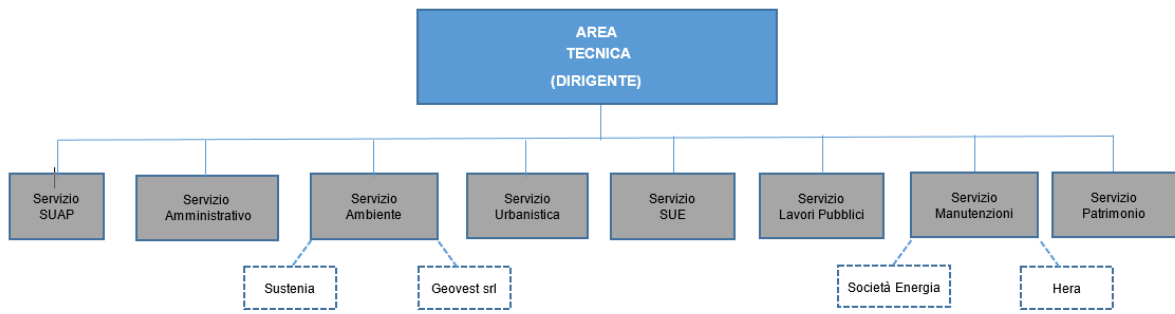 AREA
TECNICA
(DIRIGENTE)
Servizio
SUAP
Servizio
Amministrativo
Servizio
Ambiente
Servizio
Urbanistica
Servizio
SUE
Servizio
Lavori Pubblici
Servizio
Manutenzioni
Servizio
Patrimonio
Sustenia
Geovest srl
Società Energia
Hera